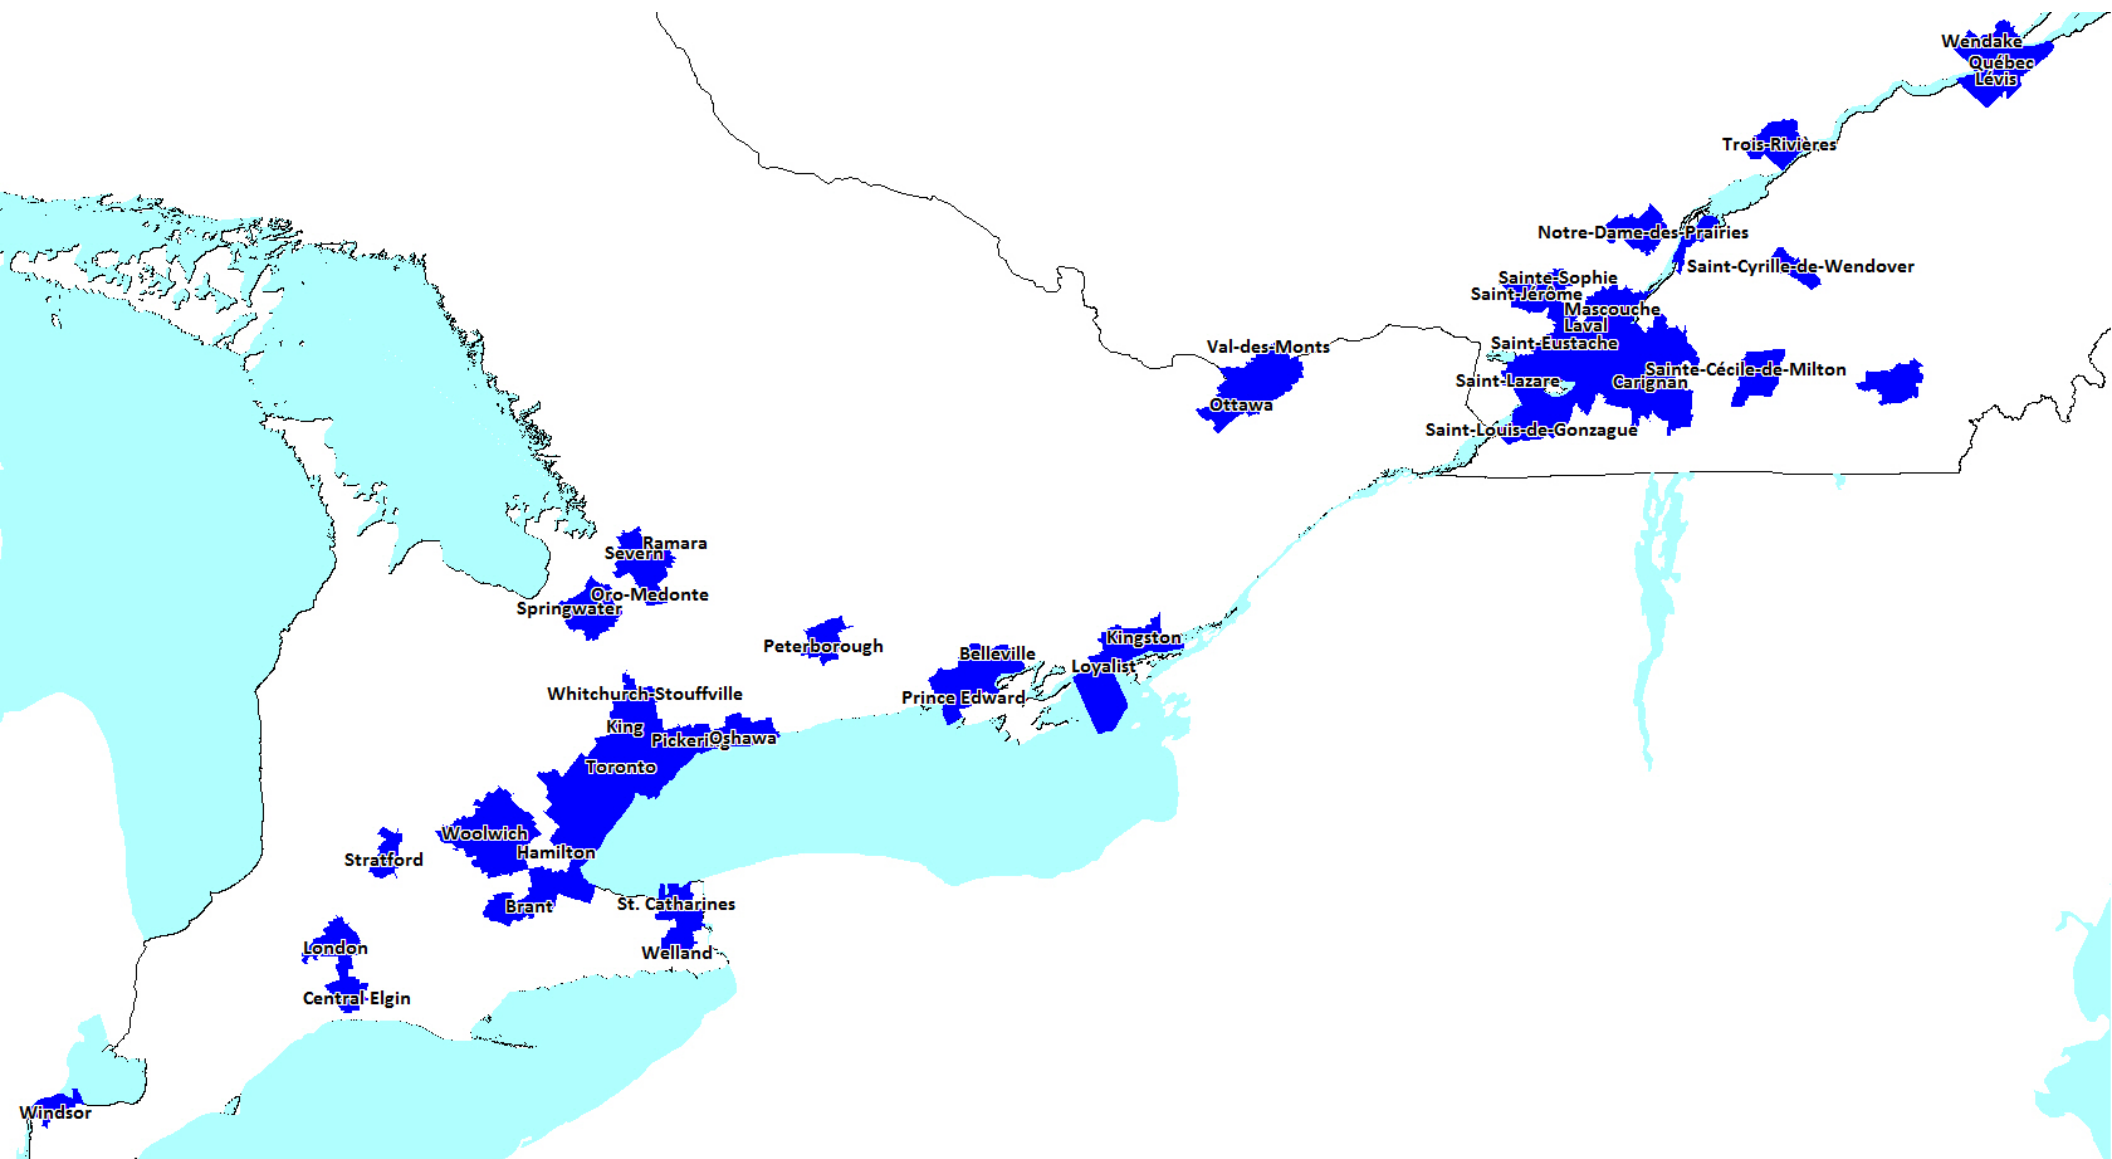 Wendake
Québec
Lévis
Trois-Rivières
Notre-Dame-des-Prairies
Saint-Cyrille-de-Wendover
Sainte-Sophie
Saint-Jérôme
Mascouche
Laval
Saint-Eustache
Val-des-Monts
Sainte-Cécile-de-Milton
Saint-Lazare
Carignan
Ottawa
Saint-Louis-de-Gonzague
Ramara
Severn
Oro-Medonte
Springwater
Kingston
Peterborough
Belleville
Loyalist
Whitchurch-Stouffville
Prince Edward
King
Pickering
Oshawa
Toronto
Woolwich
Hamilton
Stratford
Brant
St. Catharines
London
Welland
Central Elgin
Windsor